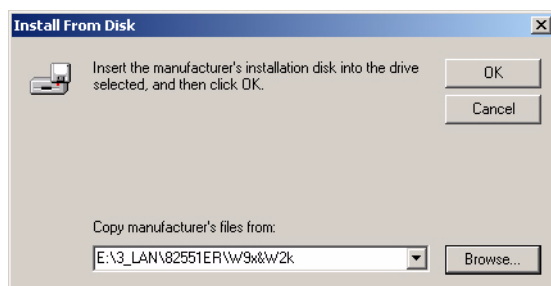 Install From Disk
Insert the manufacturer's installation disk into the drive
selected, and then click OK.
OK
Cancel
Copy manufacturer's files from:
E:\3_LAN\82551ER\W9x&W2k
Browse...